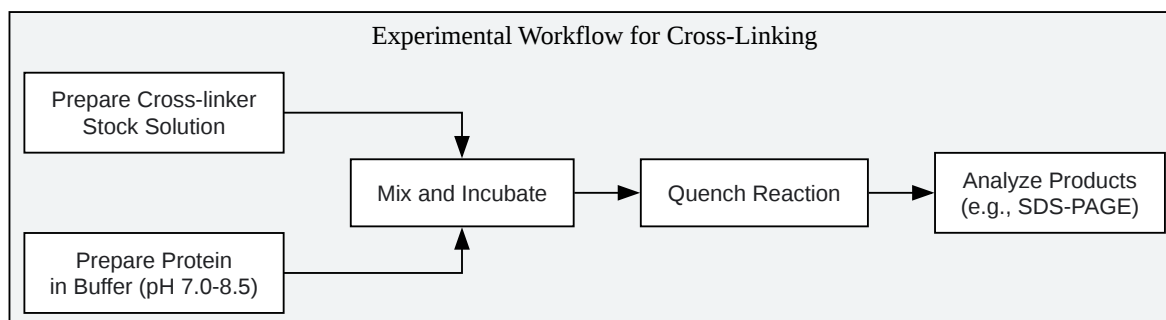 Experimental Workflow for Cross-Linking
Prepare Cross-linker
Stock Solution
Prepare Protein
in Buffer (pH 7.0-8.5)
Mix and Incubate
Quench Reaction
Analyze Products
(e.g., SDS-PAGE)